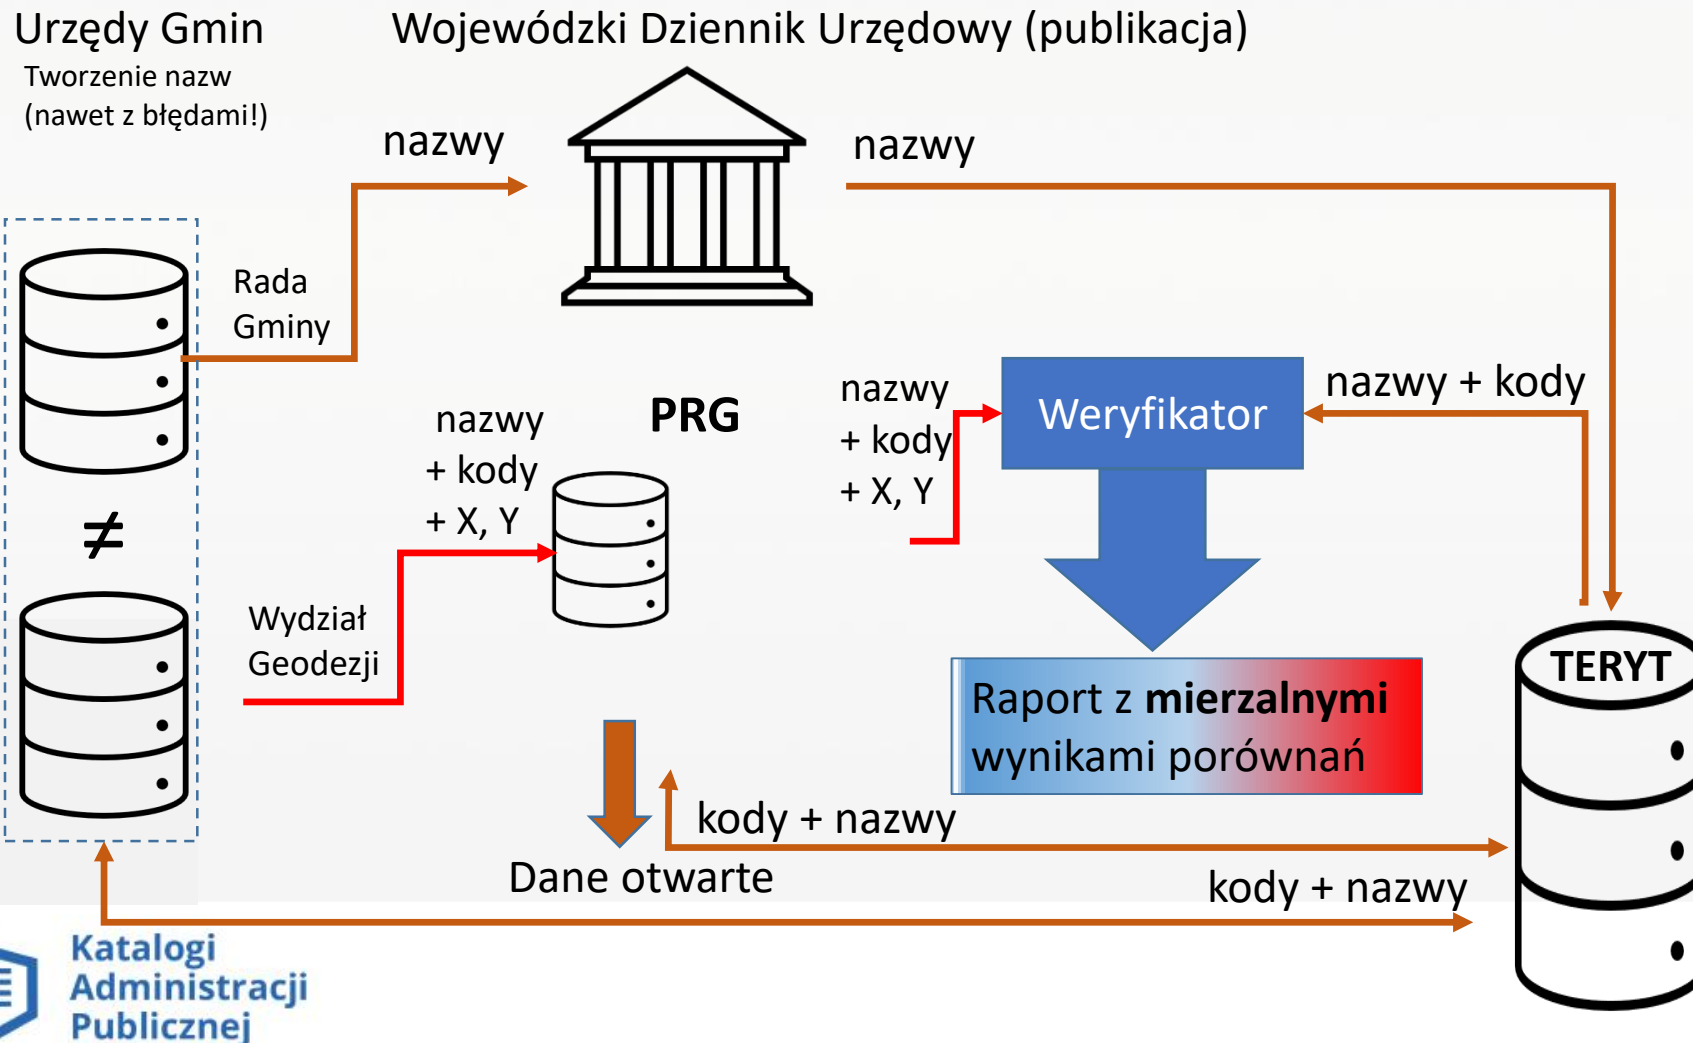 Urzędy Gmin
Tworzenie nazw
(nawet z błędami!)
Wojewódzki Dziennik Urzędowy (publikacja)
nazwy
nazwy
Rada
Gminy
≠
Wydział
Geodezji
nazwy
+ kody
+ X, Y
PRG
nazwy
+ kody
+ X, Y
Weryfikator
nazwy + kody
Raport z mierzalnymi
wynikami porównań
TERYT
kody + nazwy
Dane otwarte
kody + nazwy
Katalogi
Administracji
Publicznej